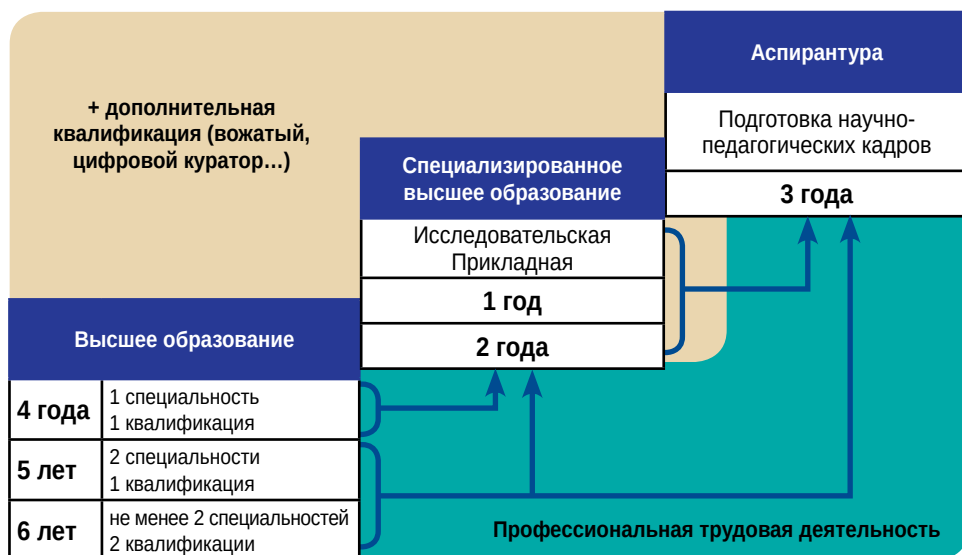 + дополнительная
квалификация (вожатый,
цифровой куратор…)
Аспирантура
Подготовка научно-
педагогических кадров
3 года
Специализированное
высшее образование
Исследовательская
Прикладная
1 год
2 года
Высшее образование
4 года
1 специальность
1 квалификация
5 лет
2 специальности
1 квалификация
6 лет
не менее 2 специальностей
2 квалификации
Профессиональная трудовая деятельность